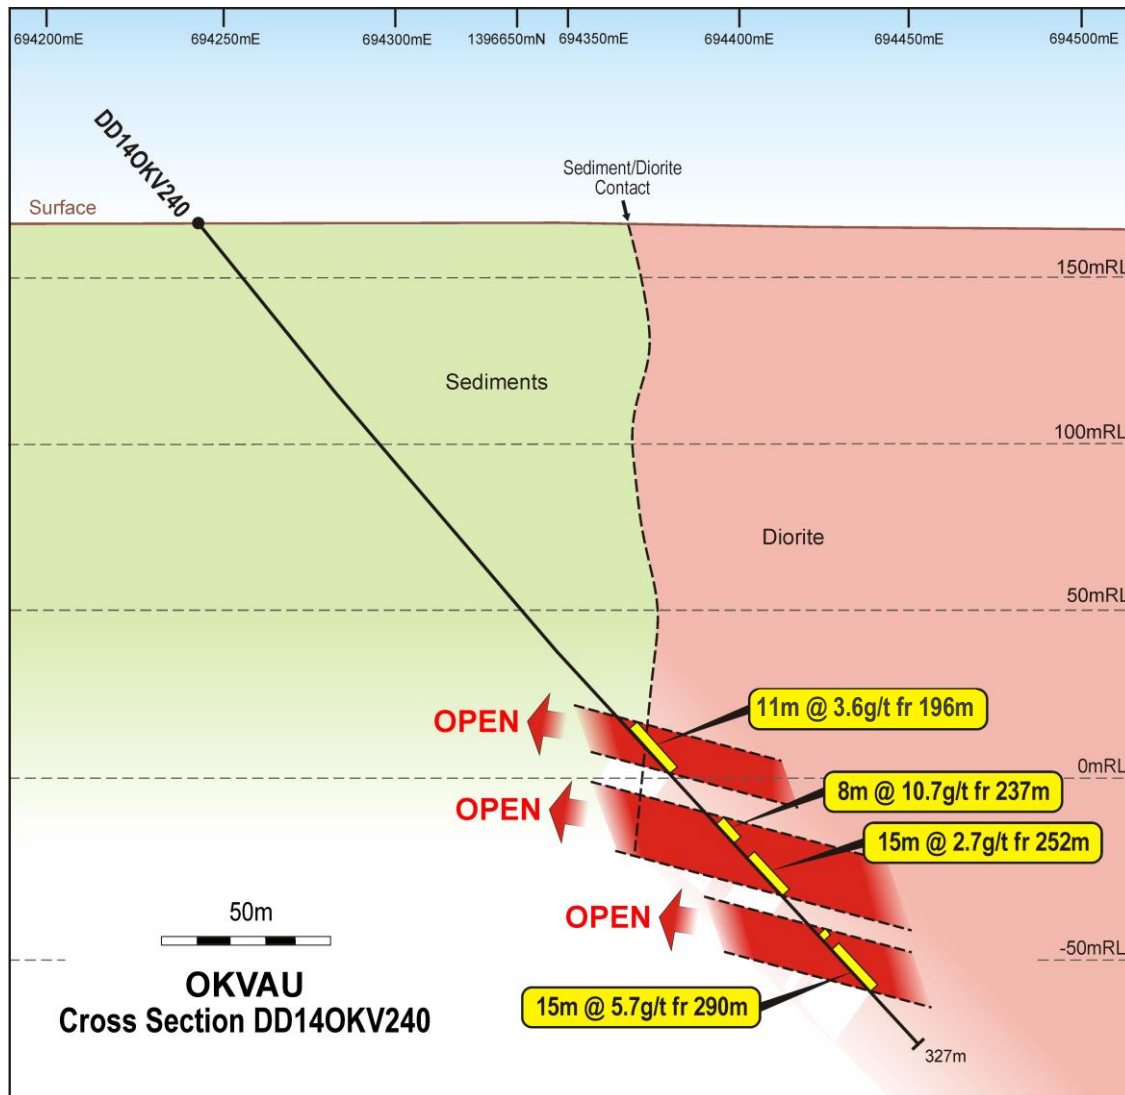 694200mE 694250mE 694300mE 1396650mN 694350mE 694400mE 694450mE 694500mE
DD14OKV240
Sediment/Diorite
Contact
Surface
150mRL
Sediments
100mRL
Diorite
50mRL
11m @ 3.6g/t fr 196m
OPEN
0mRL
8m @ 10.7g/t fr 237m
OPEN
15m @ 2.7g/t fr 252m
50m
OPEN
-50mRL
OKVAU
Cross Section DD14OKV240
15m @ 5.7g/t fr 290m
327m